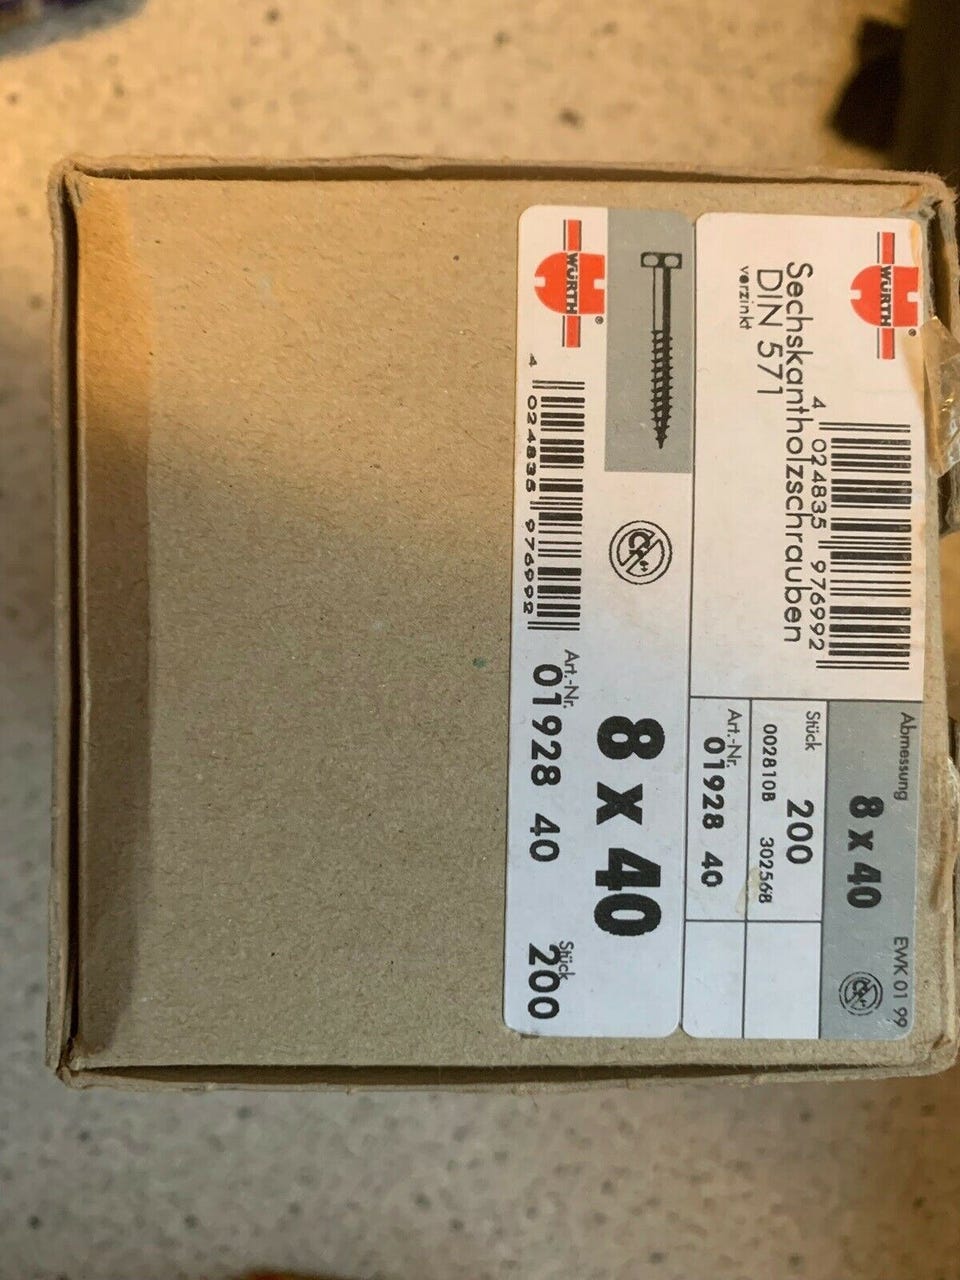 WÜRTH
4 024835 976992
Sechskantholzschrauben
DIN 571
verzinkt
Abmessung
8 x 40
EWK 01 99
Stück
200
002810B 302568
Art.-Nr.
01928 40
WÜRTH®
4 024835 976992
8 x 40
Art.-Nr.
01928 40
Stück
200